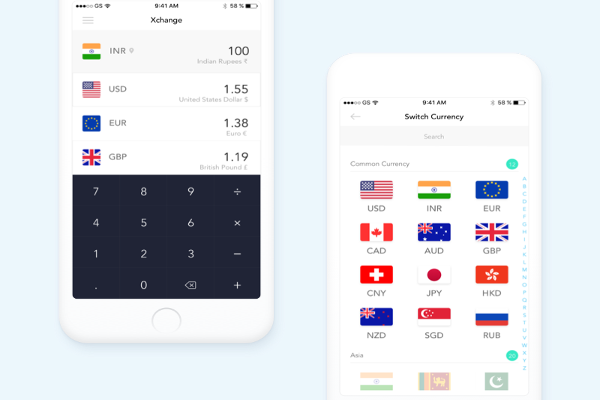 GS 9:41 AM 58 %
Xchange
INR 100
Indian Rupees ₹
USD 1.55
United States Dollar $
EUR 1.38
Euro €
GBP 1.19
British Pound £
7 8 9 ÷
4 5 6 ×
1 2 3 −
. 0 +
GS 9:41 AM 58 %
Switch Currency
Search
Common Currency 12
USD INR EUR
CAD AUD GBP
CNY JPY HKD
NZD SGD RUB
Asia 20
A
B
C
D
E
F
G
H
I
J
K
L
M
N
O
P
Q
R
S
T
U
V
W
X
Y
Z